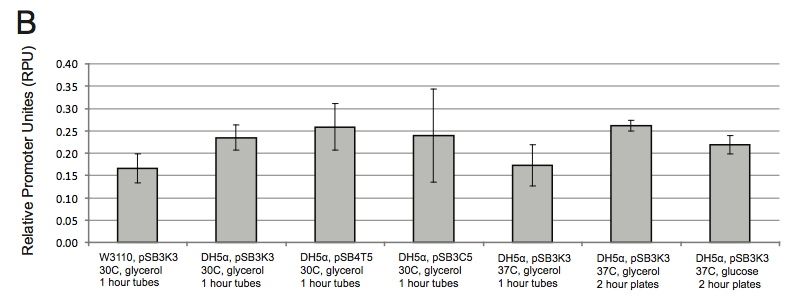 B
Relative Promoter Unites (RPU)
0.40
0.35
0.30
0.25
0.20
0.15
0.10
0.05
0.00
W3110, pSB3K3
30C, glycerol
1 hour tubes
DH5α, pSB3K3
30C, glycerol
1 hour tubes
DH5α, pSB4T5
30C, glycerol
1 hour tubes
DH5α, pSB3C5
30C, glycerol
1 hour tubes
DH5α, pSB3K3
37C, glycerol
1 hour tubes
DH5α, pSB3K3
37C, glycerol
2 hour plates
DH5α, pSB3K3
37C, glucose
2 hour plates